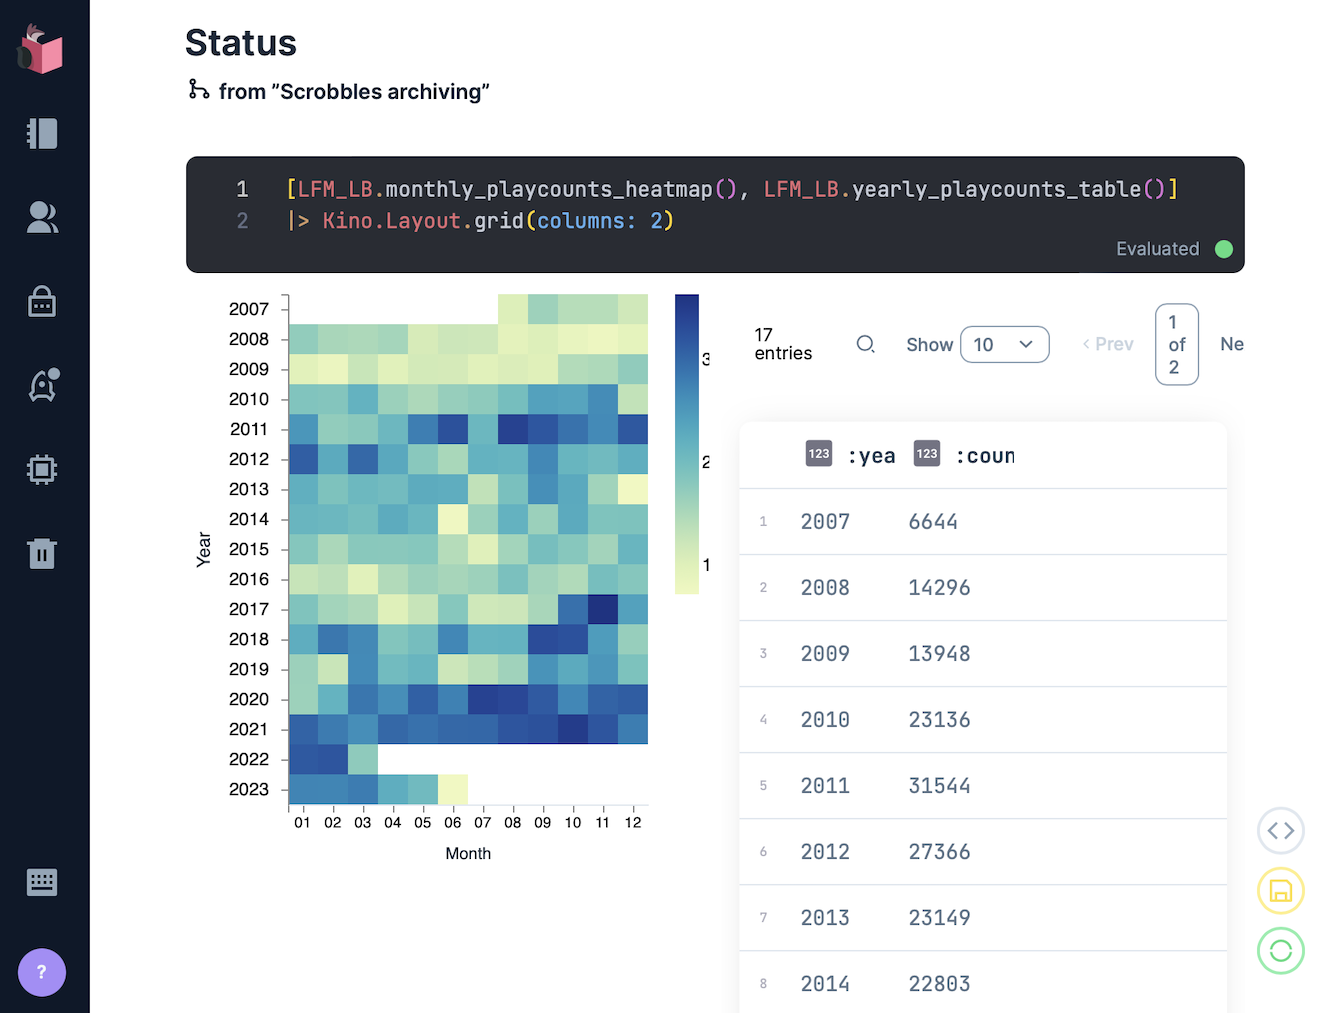 Status
from ”Scrobbles archiving”
1 [LFM_LB.monthly_playcounts_heatmap(), LFM_LB.yearly_playcounts_table()]
2 |> Kino.Layout.grid(columns: 2)
Evaluated
Year
2007
2008
2009
2010
2011
2012
2013
2014
2015
2016
2017
2018
2019
2020
2021
2022
2023
01 02 03 04 05 06 07 08 09 10 11 12
Month
3
2
1
17
entries
Show 10
Prev
1
of
2
Ne
123 :yea 123 :coun
1 2007 6644
2 2008 14296
3 2009 13948
4 2010 23136
5 2011 31544
6 2012 27366
7 2013 23149
8 2014 22803
?